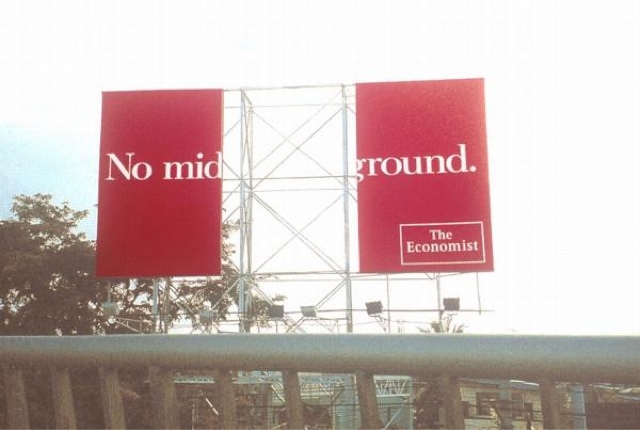 No mid ground.
The
Economist